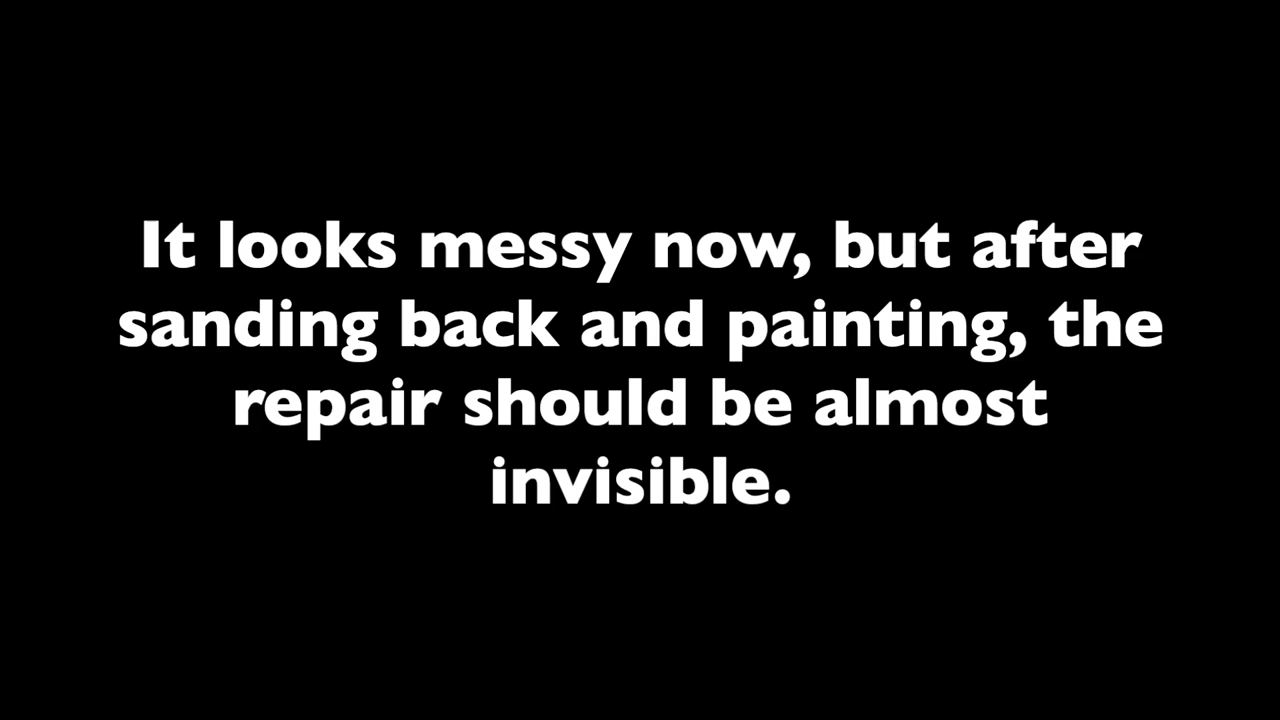 It looks messy now, but after
sanding back and painting, the
repair should be almost
invisible.